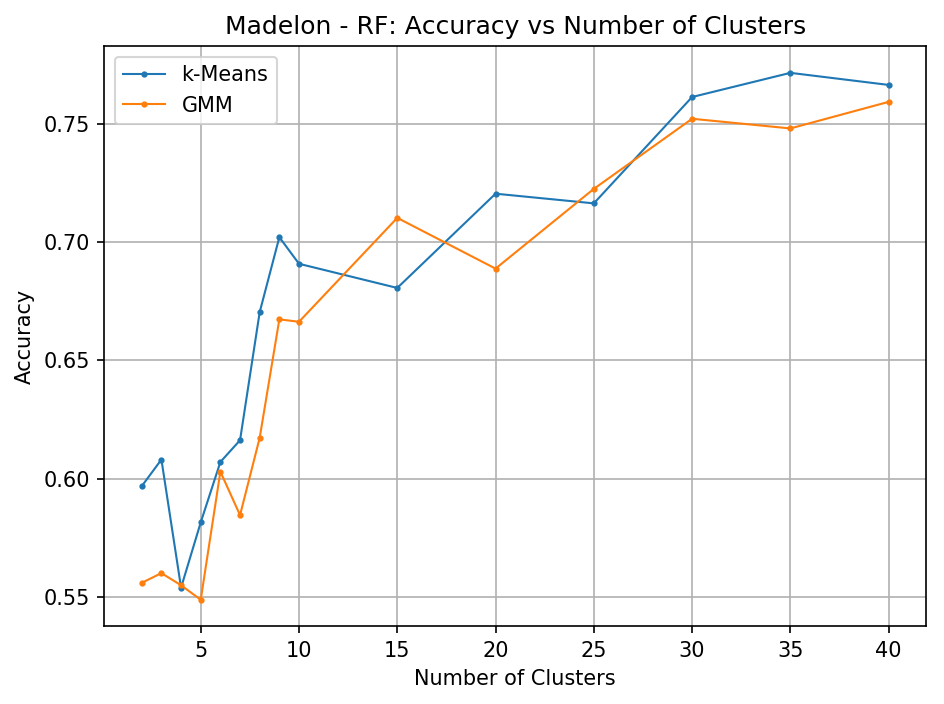 Madelon - RF: Accuracy vs Number of Clusters
k-Means
GMM
Accuracy
0.75
0.70
0.65
0.60
0.55
5 10 15 20 25 30 35 40
Number of Clusters